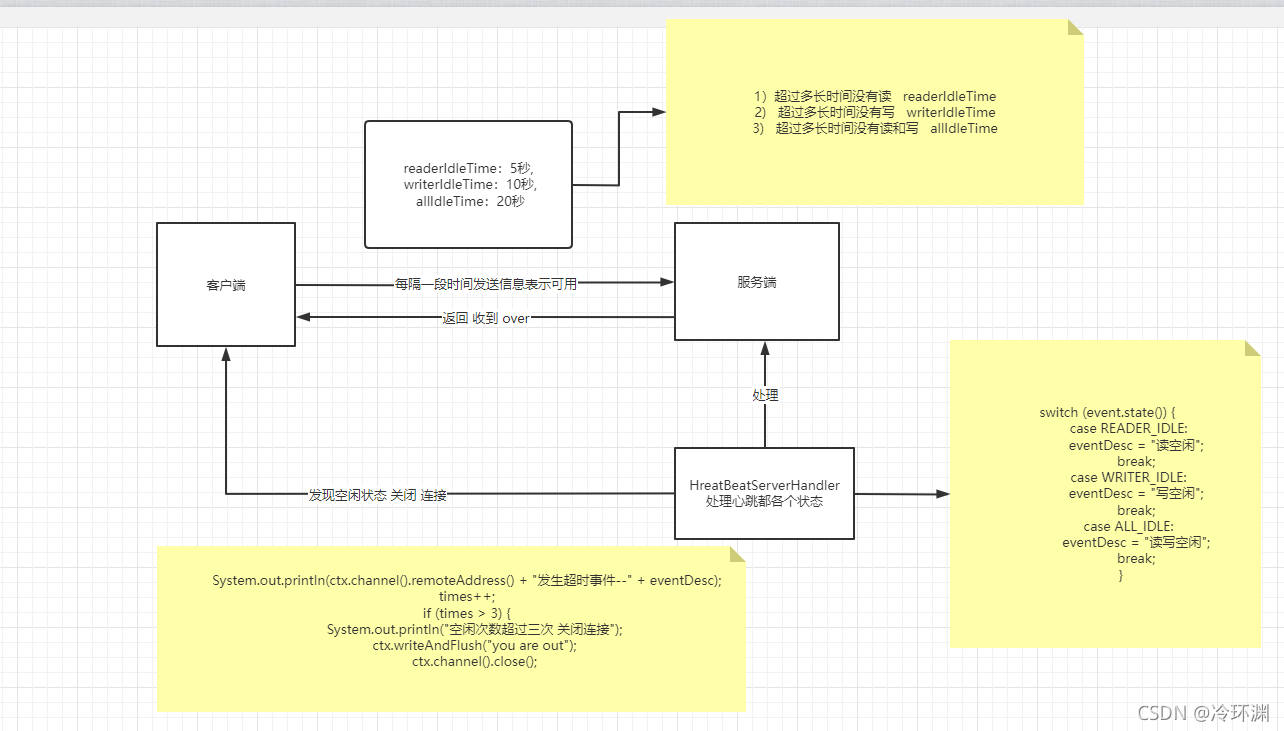 1）超过多长时间没有读 readerIdleTime
2） 超过多长时间没有写 writerIdleTime
3） 超过多长时间没有读和写 allIdleTime
readerIdleTime：5秒,
writerIdleTime：10秒,
allIdleTime：20秒
客户端
每隔一段时间发送信息表示可用
返回 收到 over
服务端
处理
HreatBeatServerHandler
处理心跳都各个状态
发现空闲状态 关闭 连接
switch (event.state()) {
case READER_IDLE:
eventDesc = "读空闲";
break;
case WRITER_IDLE:
eventDesc = "写空闲";
break;
case ALL_IDLE:
eventDesc = "读写空闲";
break;
}
System.out.println(ctx.channel().remoteAddress() + "发生超时事件--" + eventDesc);
times++;
if (times > 3) {
System.out.println("空闲次数超过三次 关闭连接");
ctx.writeAndFlush("you are out");
ctx.channel().close();
CSDN @冷环渊